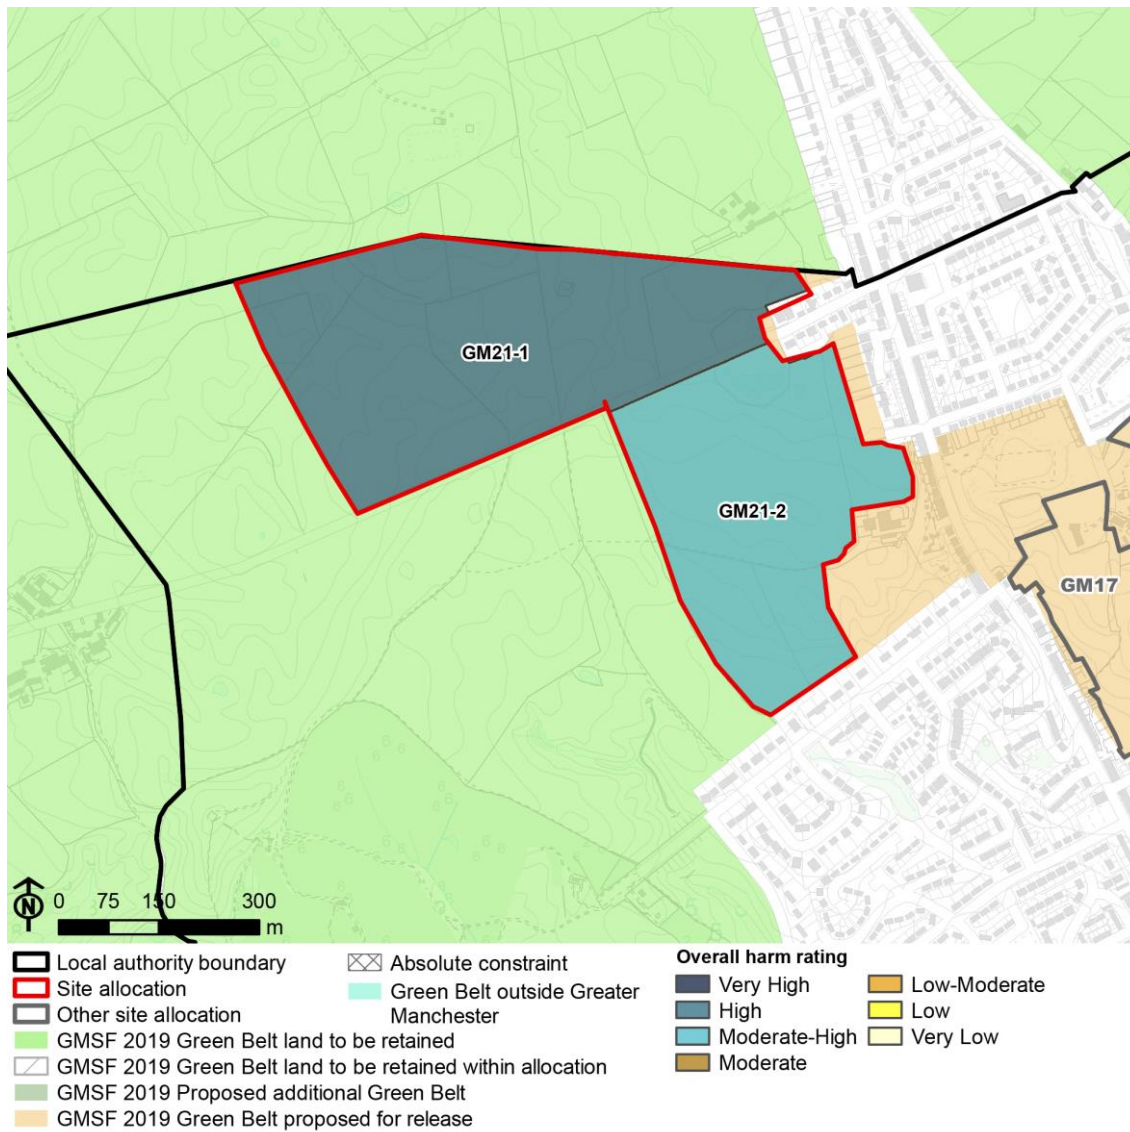 GM21-1
GM21-2
GM17
N
0 75 150 300
m
Local authority boundary
Site allocation
Other site allocation
GMSF 2019 Green Belt land to be retained
GMSF 2019 Green Belt land to be retained within allocation
GMSF 2019 Proposed additional Green Belt
GMSF 2019 Green Belt proposed for release
Absolute constraint
Green Belt outside Greater
Manchester
Overall harm rating
Very High
High
Moderate-High
Moderate
Low-Moderate
Low
Very Low